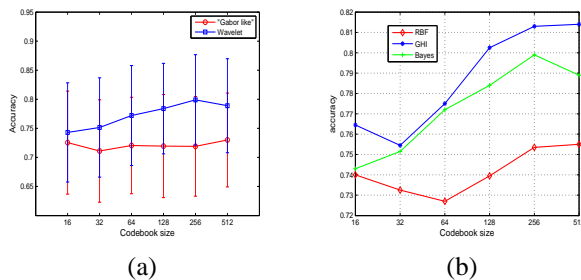 (a)
"Gabor like"
Wavelet
0.95
0.9
0.85
0.8
0.75
0.7
0.65
Accuracy
16 32 64 128 256 512
Codebook size
(a)
(b)
RBF
GHI
Bayes
0.82
0.81
0.8
0.79
0.78
0.77
0.76
0.75
0.74
0.73
0.72
accuracy
16 32 64 128 256 51
Codebook size
(b)